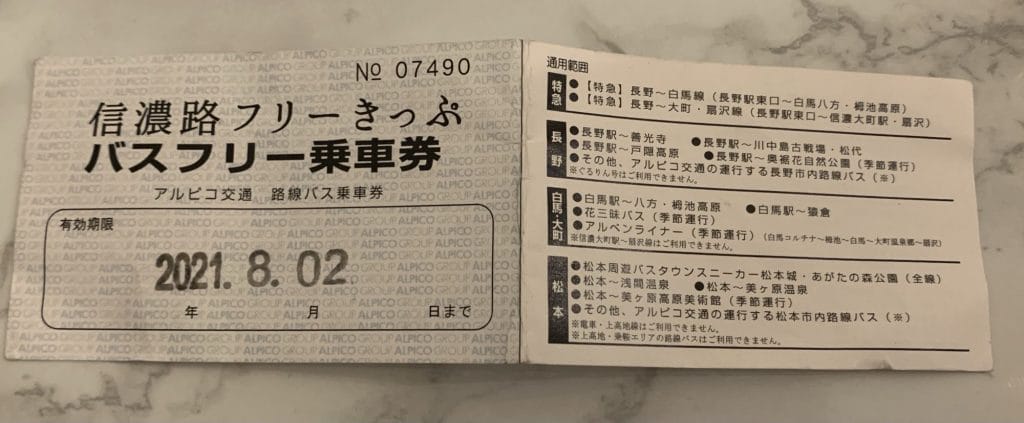 № 07490
信濃路フリーきっぷ
バスフリー乗車券
アルピコ交通 路線バス乗車券
有効期限
2021.8.02
年 月 日まで
通用範囲
特急
●【特急】長野～白馬線（長野駅東口～白馬八方・栂池高原）
●【特急】長野～大町・扇沢線（長野駅東口～信濃大町駅・扇沢）
長野
●長野駅～善光寺 ●長野駅～川中島古戦場・松代
●長野駅～戸隠高原 ●長野駅～奥裾花自然公園（季節運行）
●その他、アルピコ交通の運行する長野市内路線バス（※）
※ぐるりん号はご利用できません。
白馬・大町
●白馬駅～八方・栂池高原 ●白馬駅～猿倉
●花三昧バス（季節運行）
●アルペンライナー（季節運行）（白馬コルチナ～栂池～白馬～大町温泉郷～扇沢）
※信濃大町駅～扇沢線はご利用できません。
松本
●松本周遊バスタウンスニーカー松本城・あがたの森公園（全線）
●松本～浅間温泉 ●松本～美ヶ原温泉
●松本～美ヶ原高原美術館（季節運行）
●その他、アルピコ交通の運行する松本市内路線バス（※）
※電車・上高地線はご利用できません。
※上高地・乗鞍エリアの路線バスはご利用できません。